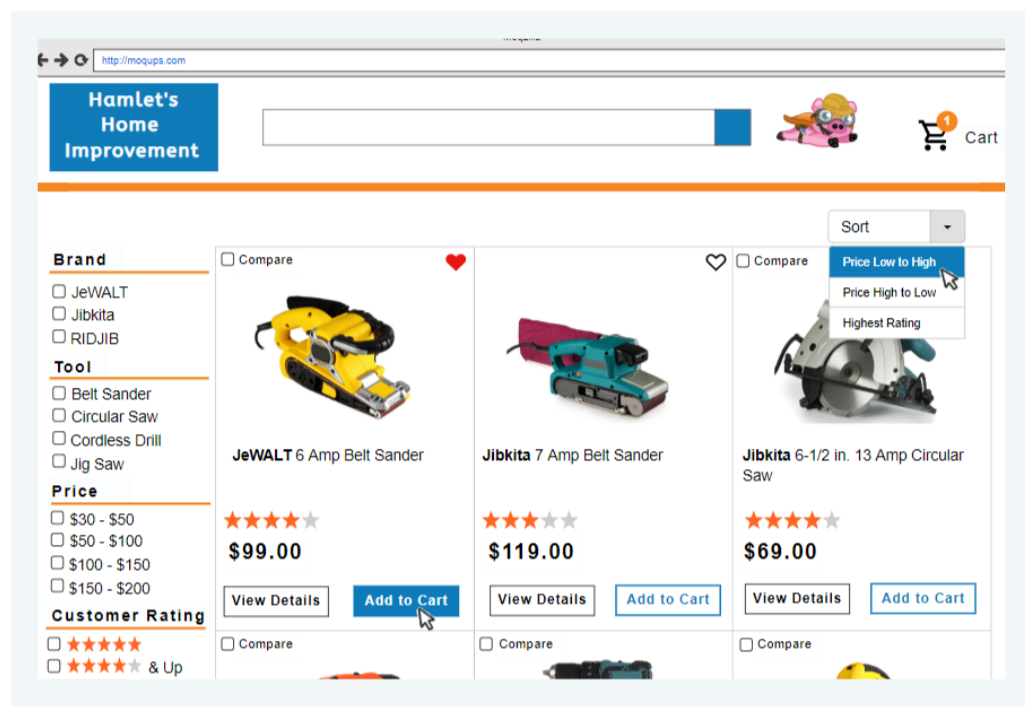 http://moqups.com
Hamlet's
Home
Improvement
1
Cart
Sort
Price Low to High
Price High to Low
Highest Rating
Brand
JeWALT
Jibkita
RIDJIB
Tool
Belt Sander
Circular Saw
Cordless Drill
Jig Saw
Price
$30 - $50
$50 - $100
$100 - $150
$150 - $200
Customer Rating
& Up
Compare
JeWALT 6 Amp Belt Sander
$99.00
View Details
Add to Cart
Jibkita 7 Amp Belt Sander
$119.00
View Details
Add to Cart
Compare
Jibkita 6-1/2 in. 13 Amp Circular
Saw
$69.00
View Details
Add to Cart
Compare
Compare
Compare